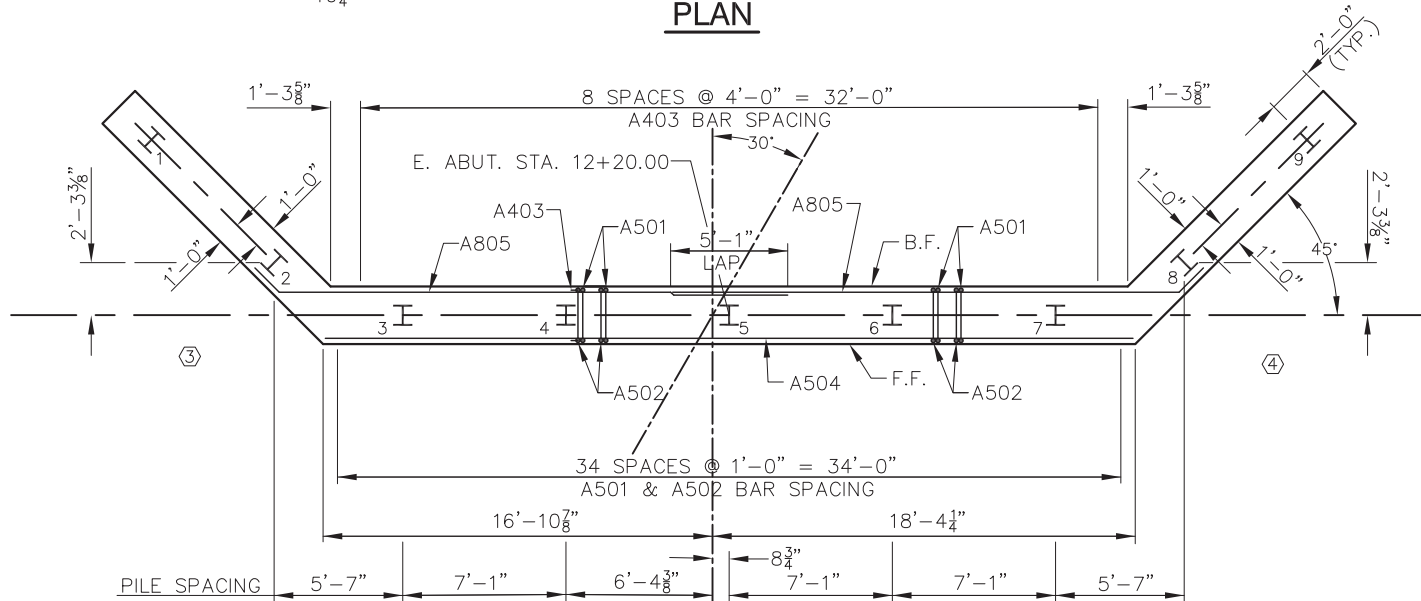 PLAN
1'-3⅝"
8 SPACES @ 4'-0" = 32'-0"
A403 BAR SPACING
1'-3⅝"
2'-0"
(TYP.)
30°
E. ABUT. STA. 12+20.00
1
9
2'-3⅜"
1'-0"
1'-0"
2'-3⅜"
A403
A501
A805
A501
A805
5'-1"
LAP
B.F.
1'-0"
1'-0"
45°
2
8
3
4
5
6
7
3
4
A502
A504
F.F.
A502
34 SPACES @ 1'-0" = 34'-0"
A501 & A502 BAR SPACING
16'-10⅞"
18'-4¼"
8¾"
PILE SPACING
5'-7"
7'-1"
6'-4⅜"
7'-1"
7'-1"
5'-7"